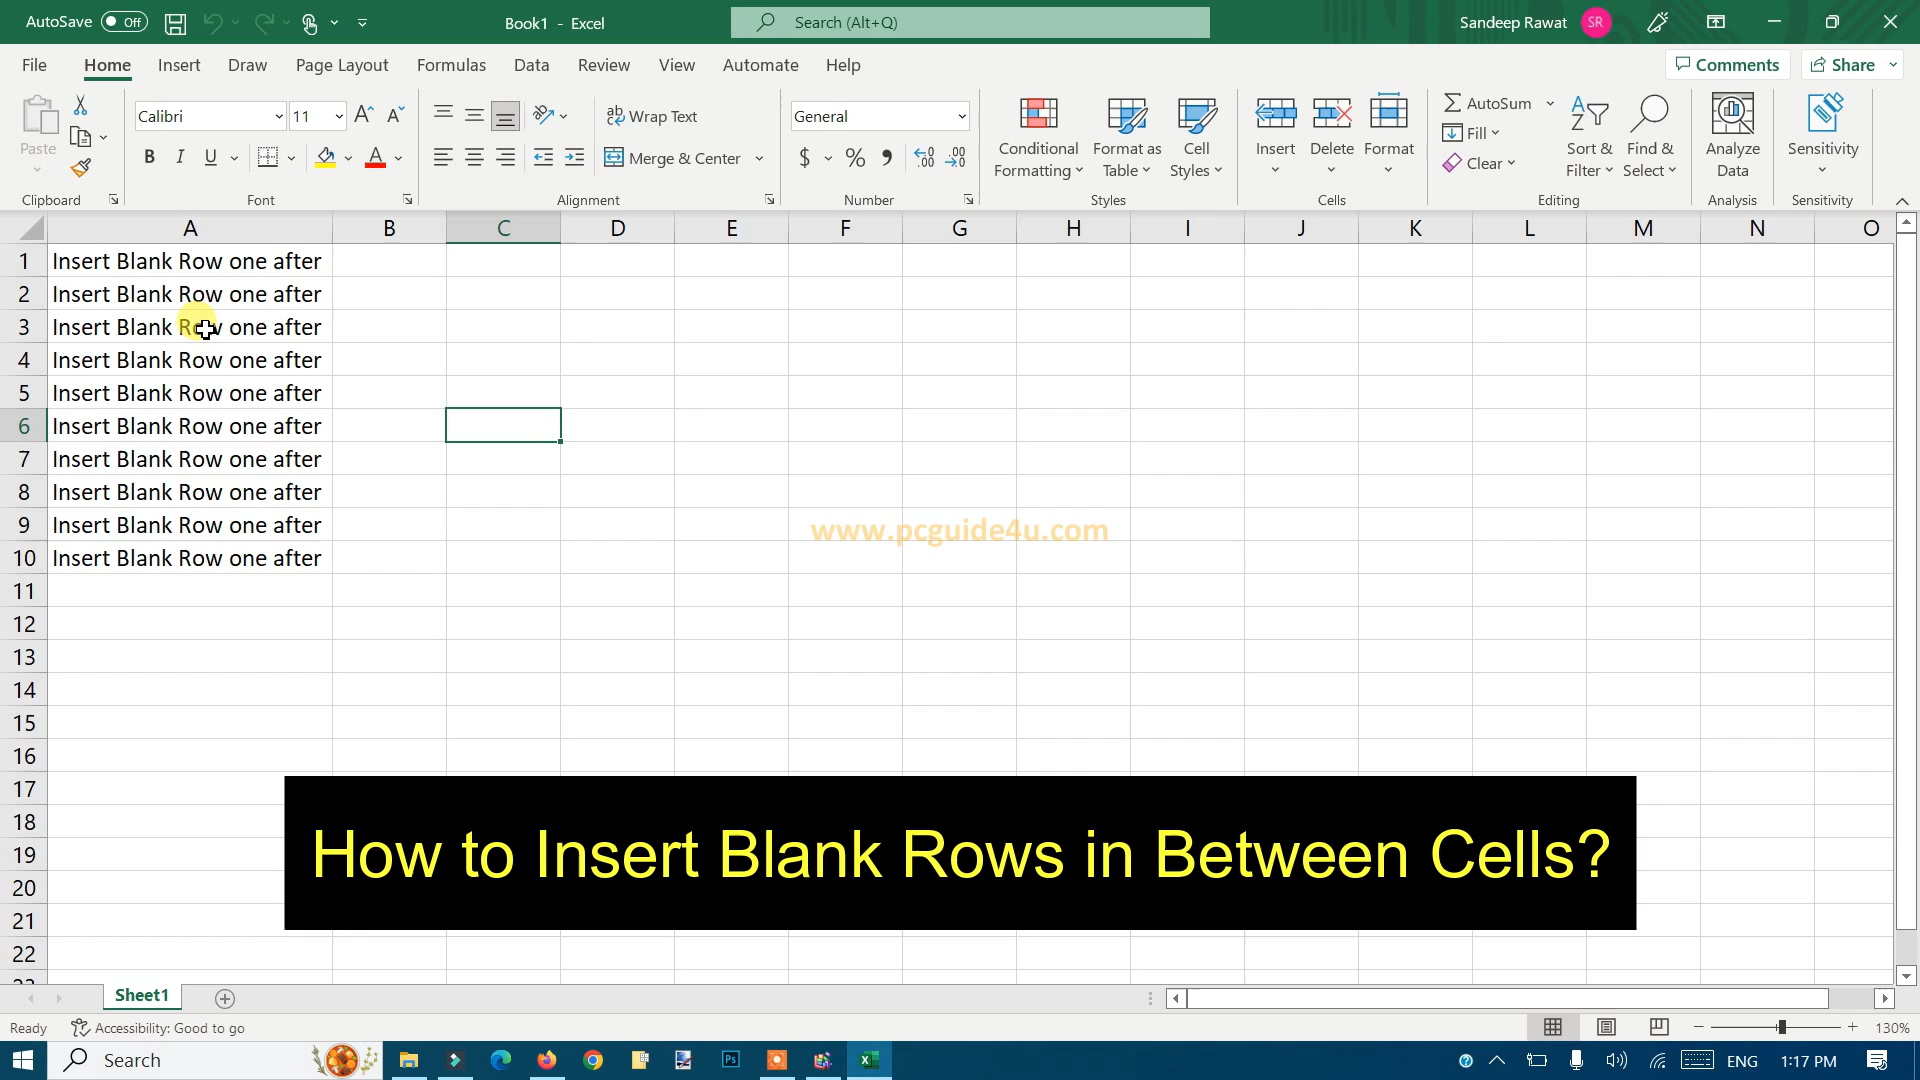 AutoSave Off Book1 - Excel Search (Alt+Q) Sandeep Rawat SR
File Home Insert Draw Page Layout Formulas Data Review View Automate Help Comments Share
Paste
Clipboard
Calibri 11
B I U A
Font
Wrap Text
Merge & Center
Alignment
General
$ % 9
Number
Conditional Formatting
Format as Table
Cell Styles
Styles
Insert Delete Format
Cells
AutoSum
Fill
Clear
Sort & Filter
Find & Select
Editing
Analyze Data
Analysis
Sensitivity
Sensitivity
A B C D E F G H I J K L M N O
1 Insert Blank Row one after
2 Insert Blank Row one after
3 Insert Blank Row one after
4 Insert Blank Row one after
5 Insert Blank Row one after
6 Insert Blank Row one after
7 Insert Blank Row one after
8 Insert Blank Row one after
9 Insert Blank Row one after
www.pcguide4u.com
10 Insert Blank Row one after
11
12
13
14
15
16
17
18
How to Insert Blank Rows in Between Cells?
19
20
21
22
Sheet1
Ready Accessibility: Good to go 130%
Search Ps ENG 1:17 PM